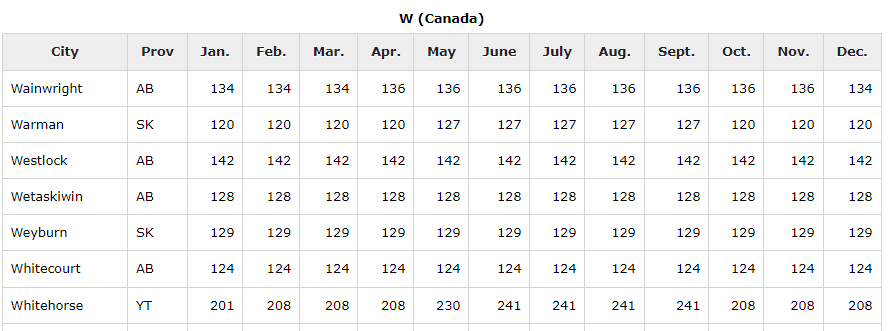 W (Canada)
City Prov Jan. Feb. Mar. Apr. May June July Aug. Sept. Oct. Nov. Dec.
Wainwright AB 134 134 134 136 136 136 136 136 136 136 136 134
Warman SK 120 120 120 120 127 127 127 127 127 120 120 120
Westlock AB 142 142 142 142 142 142 142 142 142 142 142 142
Wetaskiwin AB 128 128 128 128 128 128 128 128 128 128 128 128
Weyburn SK 129 129 129 129 129 129 129 129 129 129 129 129
Whitecourt AB 124 124 124 124 124 124 124 124 124 124 124 124
Whitehorse YT 201 208 208 208 230 241 241 241 241 208 208 208